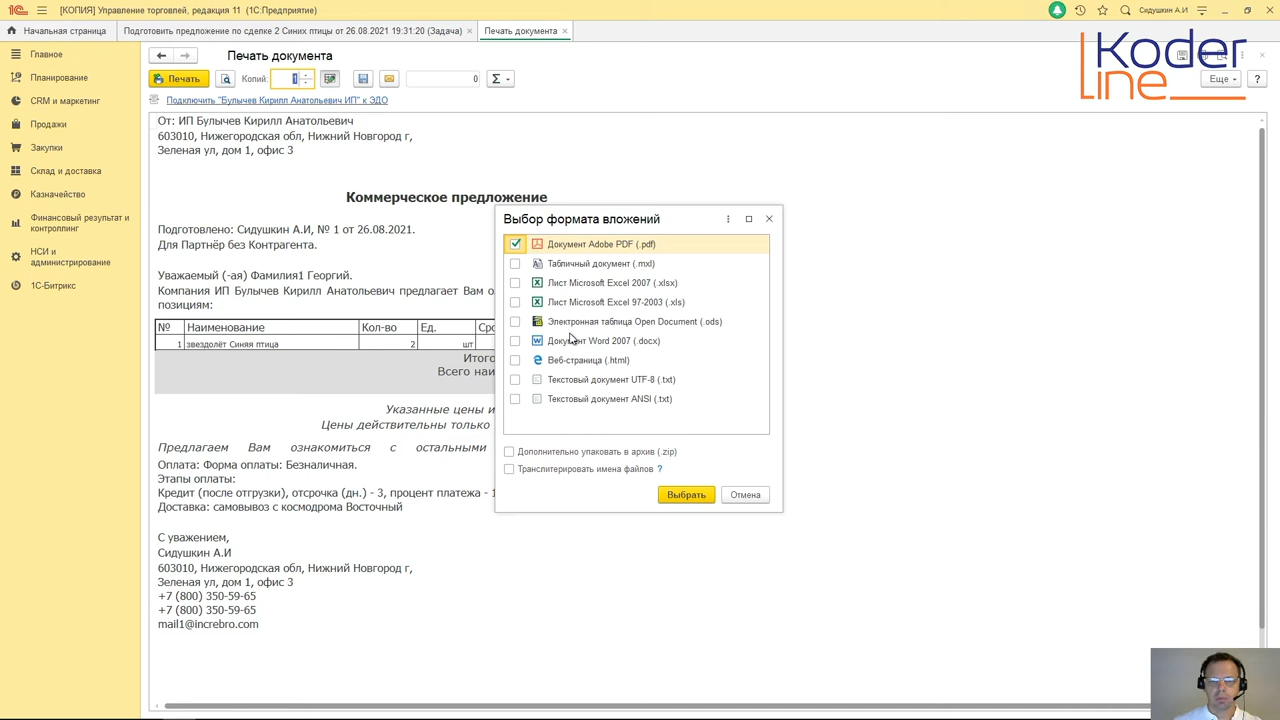 [КОПИЯ] Управление торговлей, редакция 11 (1С:Предприятие)
Сидушкин А.И
Начальная страница
Подготовить предложение по сделке 2 Синих птицы от 26.08.2021 19:31:20 (Задача)
Печать документа
Главное
Планирование
CRM и маркетинг
Продажи
Закупки
Склад и доставка
Казначейство
Финансовый результат и
контроллинг
НСИ и
администрирование
1С-Битрикс
Печать документа
Koder
line
Печать
Копий:
1
0
Σ
Еще
?
Подключить "Булычев Кирилл Анатольевич ИП" к ЭДО
От: ИП Булычев Кирилл Анатольевич
603010, Нижегородская обл, Нижний Новгород г,
Зеленая ул, дом 1, офис 3
Коммерческое предложение
Подготовлено: Сидушкин А.И, № 1 от 26.08.2021.
Для Партнёр без Контрагента.
Уважаемый (-ая) Фамилия1 Георгий.
Компания ИП Булычев Кирилл Анатольевич предлагает Вам
позициям:
№ Наименование Кол-во Ед. Сро
1 звездолёт Синяя птица 2 шт
Итого
Всего наи
Указанные цены
Цены действительны только
Предлагаем Вам ознакомиться с остальными
Оплата: Форма оплаты: Безналичная.
Этапы оплаты:
Кредит (после отгрузки), отсрочка (дн.) - 3, процент платежа -
Доставка: самовывоз с космодрома Восточный
С уважением,
Сидушкин А.И
603010, Нижегородская обл, Нижний Новгород г,
Зеленая ул, дом 1, офис 3
+7 (800) 350-59-65
+7 (800) 350-59-65
mail1@increbro.com
Выбор формата вложений
Документ Adobe PDF (.pdf)
Табличный документ (.mxl)
Лист Microsoft Excel 2007 (.xlsx)
Лист Microsoft Excel 97-2003 (.xls)
Электронная таблица Open Document (.ods)
Документ Word 2007 (.docx)
Веб-страница (.html)
Текстовый документ UTF-8 (.txt)
Текстовый документ ANSI (.txt)
Дополнительно упаковать в архив (.zip)
Транслитерировать имена файлов ?
Выбрать
Отмена